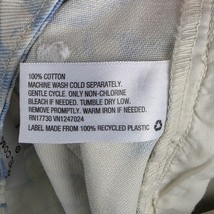 100% COTTON
MACHINE WASH COLD SEPARATELY.
GENTLE CYCLE. ONLY NON-CHLORINE
BLEACH IF NEEDED. TUMBLE DRY LOW.
REMOVE PROMPTLY. WARM IRON IF NEEDED.
RN17730 VN1247024
LABEL MADE FROM 100% RECYCLED PLASTIC